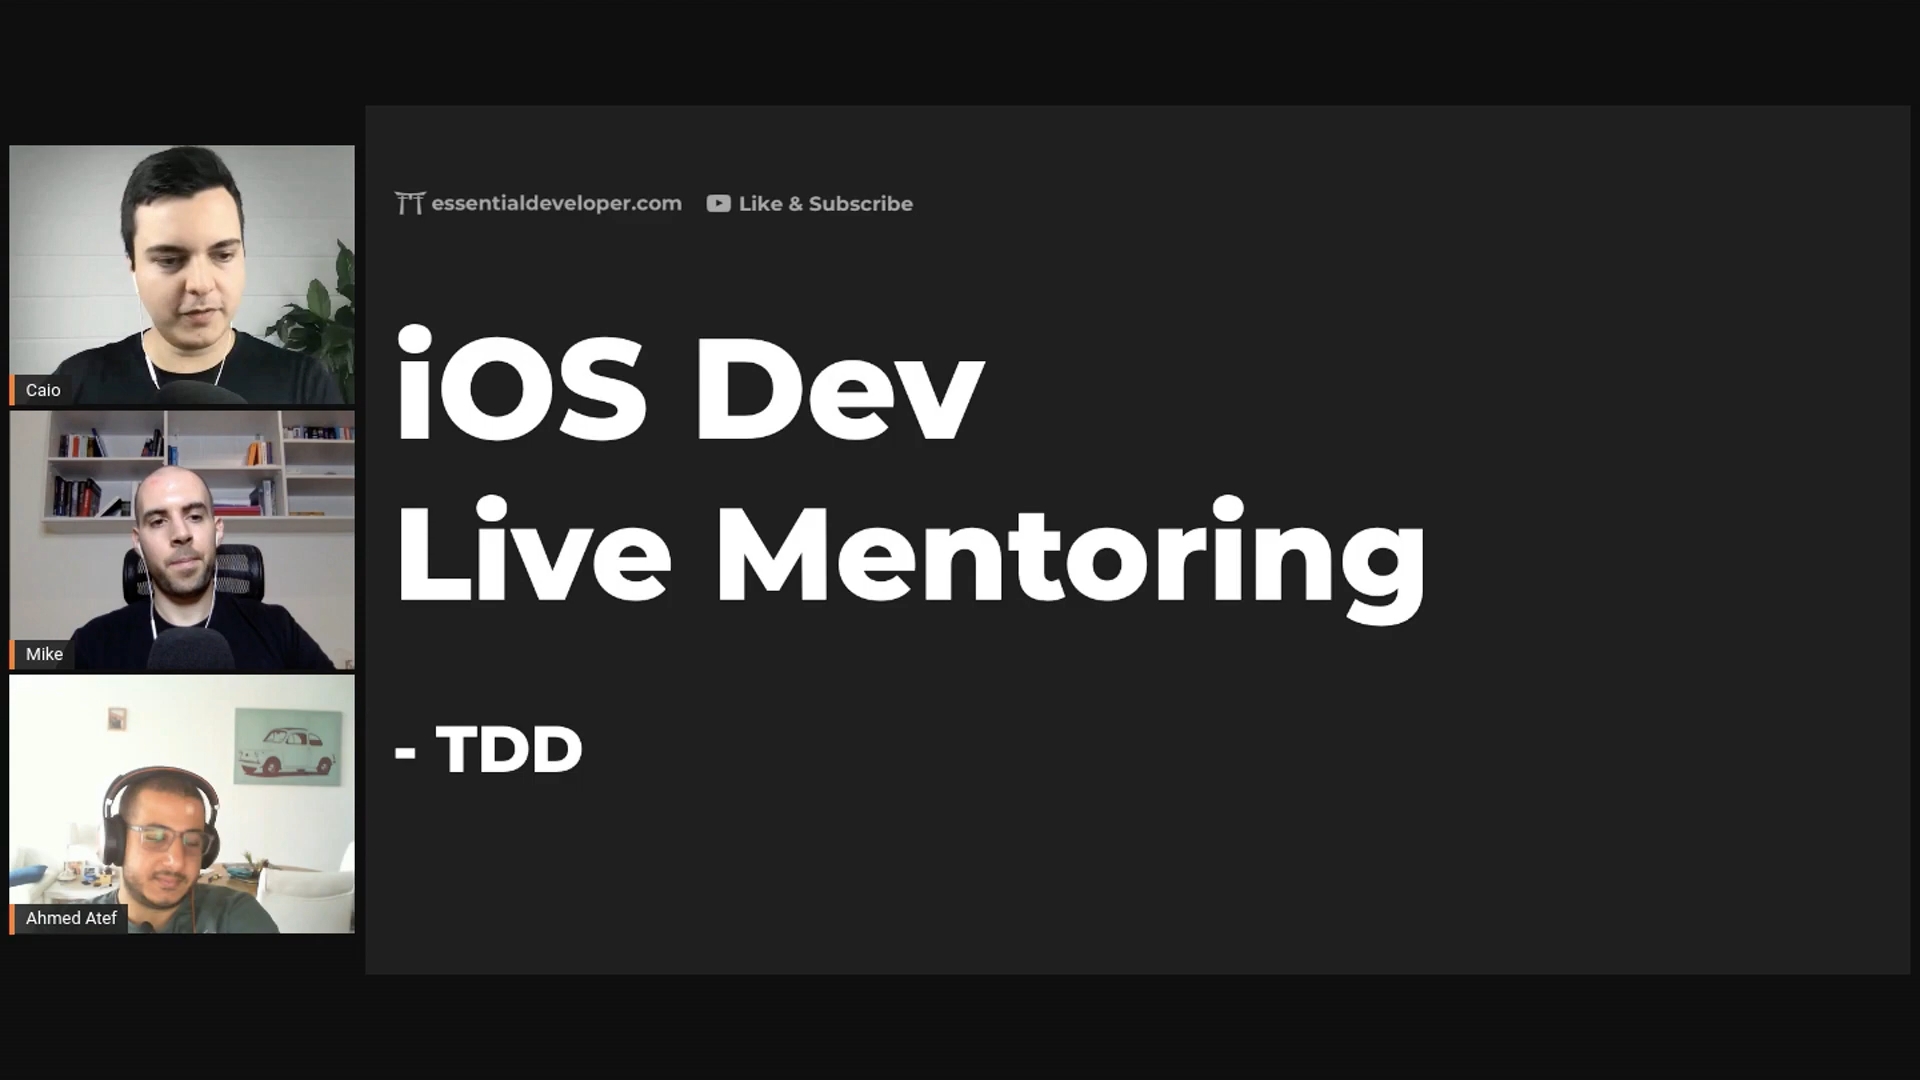 essentialdeveloper.com Like & Subscribe
iOS Dev
Live Mentoring
- TDD
Caio
Mike
Ahmed Atef